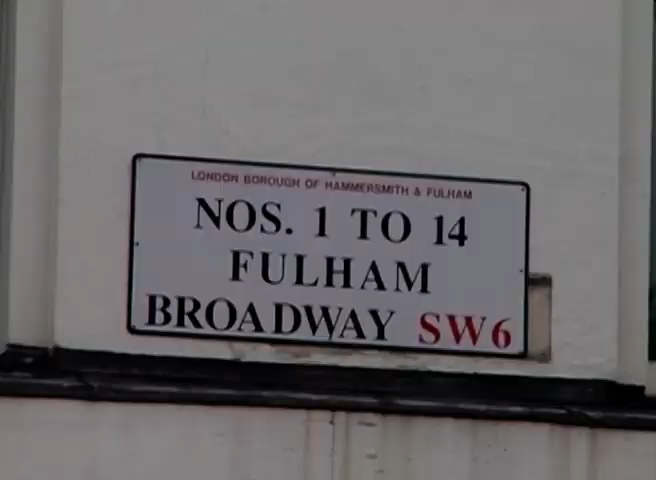 LONDON BOROUGH OF HAMMERSMITH & FULHAM
NOS. 1 TO 14
FULHAM
BROADWAY SW6